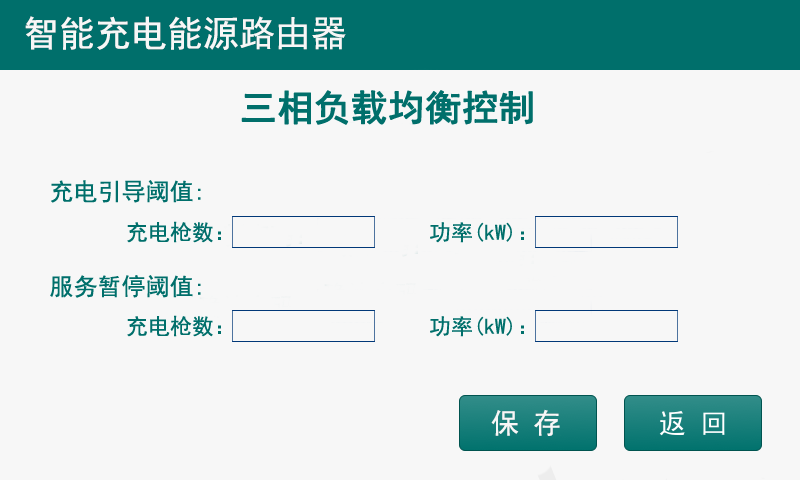 智能充电能源路由器
三相负载均衡控制
充电引导阈值:
充电枪数: 功率(kW):
服务暂停阈值:
充电枪数: 功率(kW):
保 存 返 回